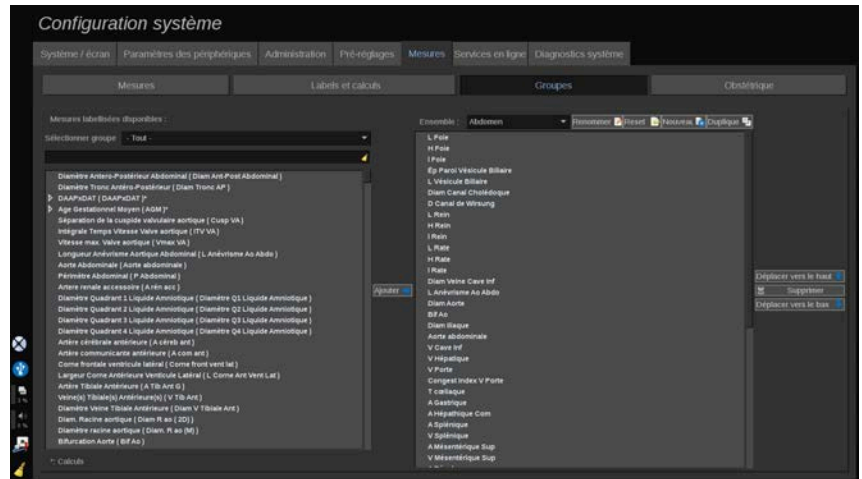 Configuration système
Système / écran Paramètres des périphériques Administration Pré-réglages Mesures Services en ligne Diagnostics système
Mesures Labels et calculs Groupes Obstétrique
Mesures labellisées disponibles :
Sélectionner groupe - Tout -
Diamètre Antero-Postérieur Abdominal ( Diam Ant-Post Abdominal )
Diamètre Tronc Antéro-Postérieur ( Diam Tronc AP )
DAAPxDAT ( DAAPxDAT )*
Age Gestationnel Moyen ( AGM )*
Séparation de la cuspide valvulaire aortique ( Cusp VA )
Intégrale Temps Vitesse Valve aortique ( ITV VA )
Vitesse max. Valve aortique ( Vmax VA )
Longueur Anévrisme Aortique Abdominal ( L Anévrisme Ao Abdo )
Aorte Abdominale ( Aorte abdominale )
Périmètre Abdominal ( P Abdominal )
Artere renale accessoire ( A rén acc )
Diamètre Quadrant 1 Liquide Amniotique ( Diamètre Q1 Liquide Amniotique )
Diamètre Quadrant 2 Liquide Amniotique ( Diamètre Q2 Liquide Amniotique )
Diamètre Quadrant 3 Liquide Amniotique ( Diamètre Q3 Liquide Amniotique )
Diamètre Quadrant 4 Liquide Amniotique ( Diamètre Q4 Liquide Amniotique )
Artère cérébrale antérieure ( A céreb ant )
Artère communicante antérieure ( A com ant )
Corne frontale ventricule latéral ( Corne front vent lat )
Largeur Corne Antérieure Venticule Latéral ( L Corne Ant Vent Lat )
Artère Tibiale Antérieure ( A Tib Ant G )
Veine(s) Tibiale(s) Antérieure(s) ( V Tib Ant )
Diamètre Veine Tibiale Antérieure ( Diam V Tibiale Ant )
Diam. Racine aortique ( Diam R ao ( 2D) )
Diamètre racine aortique ( Diam. R ao (M) )
Bifurcation Aorte ( Bif Ao )
*: Calculs
Ajouter
Ensemble : Abdomen Renommer Reset Nouveau Duplique
L Foie
H Foie
l Foie
Ép Paroi Vésicule Biliaire
L Vésicule Biliaire
Diam Canal Cholédoque
D Canal de Wirsung
L Rein
H Rein
l Rein
L Rate
H Rate
l Rate
Diam Veine Cave Inf
L Anévrisme Ao Abdo
Diam Aorte
Bif Ao
Diam Iliaque
Aorte abdominale
V Cave Inf
V Hépatique
V Porte
Congest Index V Porte
T cœliaque
A Gastrique
A Hépathique Com
A Splénique
V Splénique
A Mésentérique Sup
V Mésentérique Sup
Déplacer vers le haut
Supprimer
Déplacer vers le bas